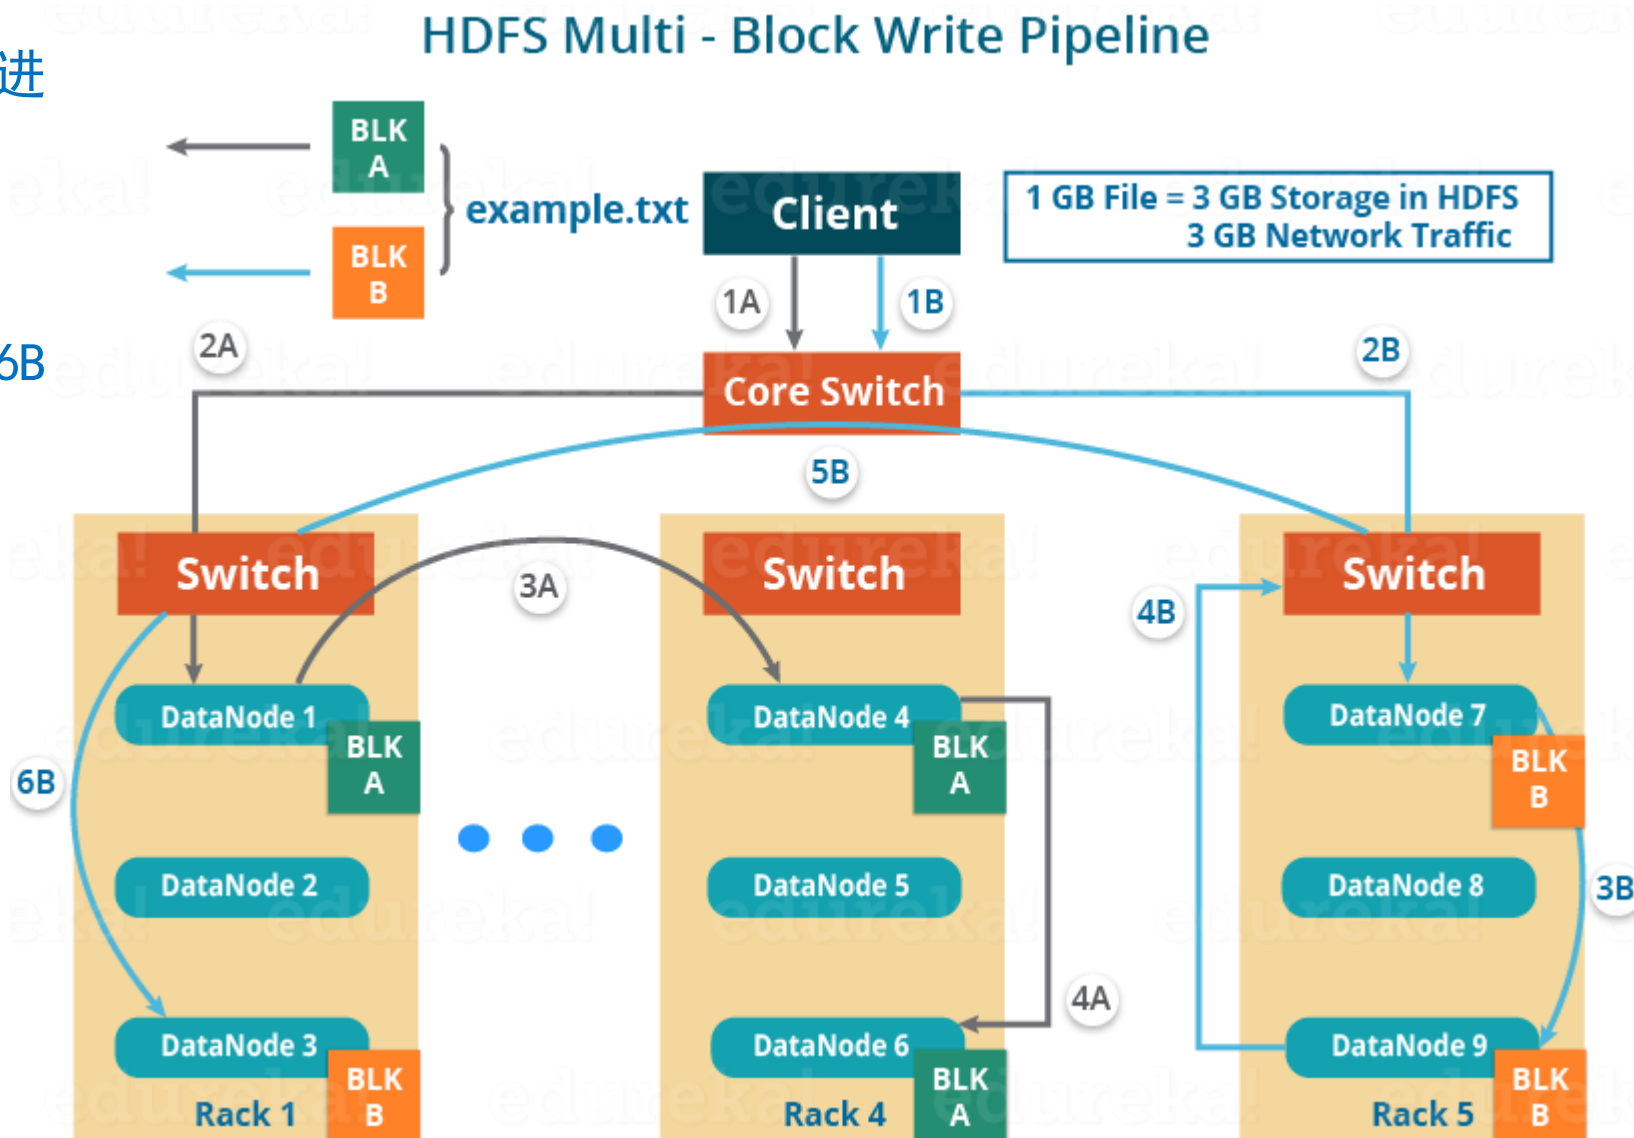 HDFS Multi - Block Write Pipeline
进
BLK
A
BLK
B
example.txt
Client
1 GB File = 3 GB Storage in HDFS
3 GB Network Traffic
1A
1B
2A
2B
6B
Core Switch
5B
Switch
Switch
Switch
3A
4B
DataNode 1
BLK
A
DataNode 4
BLK
A
DataNode 7
BLK
B
6B
DataNode 2
DataNode 5
DataNode 8
3B
4A
DataNode 3
BLK
B
DataNode 6
BLK
A
DataNode 9
BLK
B
Rack 1
Rack 4
Rack 5
edureka!